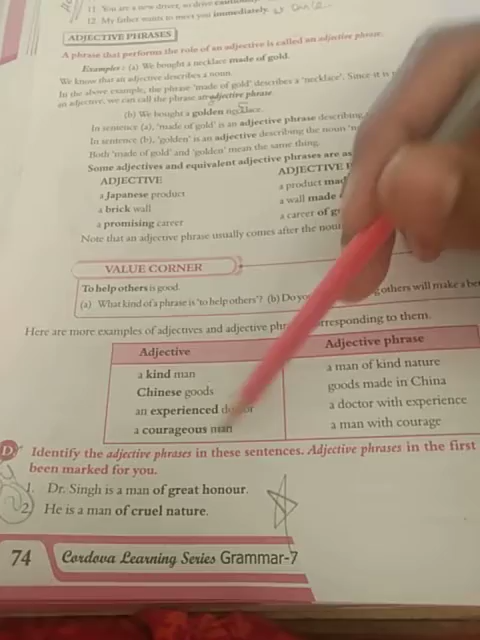 11. You are a new driver, so drive
12. My father wants to meet you immediately.
ADJECTIVE PHRASES
A phrase that performs the role of an adjective is called an adjective phrase.
Examples : (a) We bought a necklace made of gold.
We know that an adjective describes a noun.
In the above example, the phrase 'made of gold' describes a 'necklace'. Since it is
an adjective, we can call the phrase an adjective phrase.
(b) We bought a golden necklace.
In sentence (a), 'made of gold' is an adjective phrase describing
In sentence (b), 'golden' is an adjective describing the noun
Both 'made of gold' and 'golden' mean the same thing.
Some adjectives and equivalent adjective phrases are as
ADJECTIVE ADJECTIVE
a Japanese product a product
a brick wall a wall made
a promising career a career of
Note that an adjective phrase usually comes after the
VALUE CORNER
To help others is good.
(a) What kind of a phrase is 'to help others'? (b) Do others will make a
Here are more examples of adjectives and adjective to them.
Adjective Adjective phrase
a kind man a man of kind nature
Chinese goods goods made in China
an experienced a doctor with experience
a courageous man a man with courage
D Identify the adjective phrases in these sentences. Adjective phrases in the first
been marked for you.
1. Dr. Singh is a man of great honour.
2. He is a man of cruel nature.
74 Cordova Learning Series Grammar-7